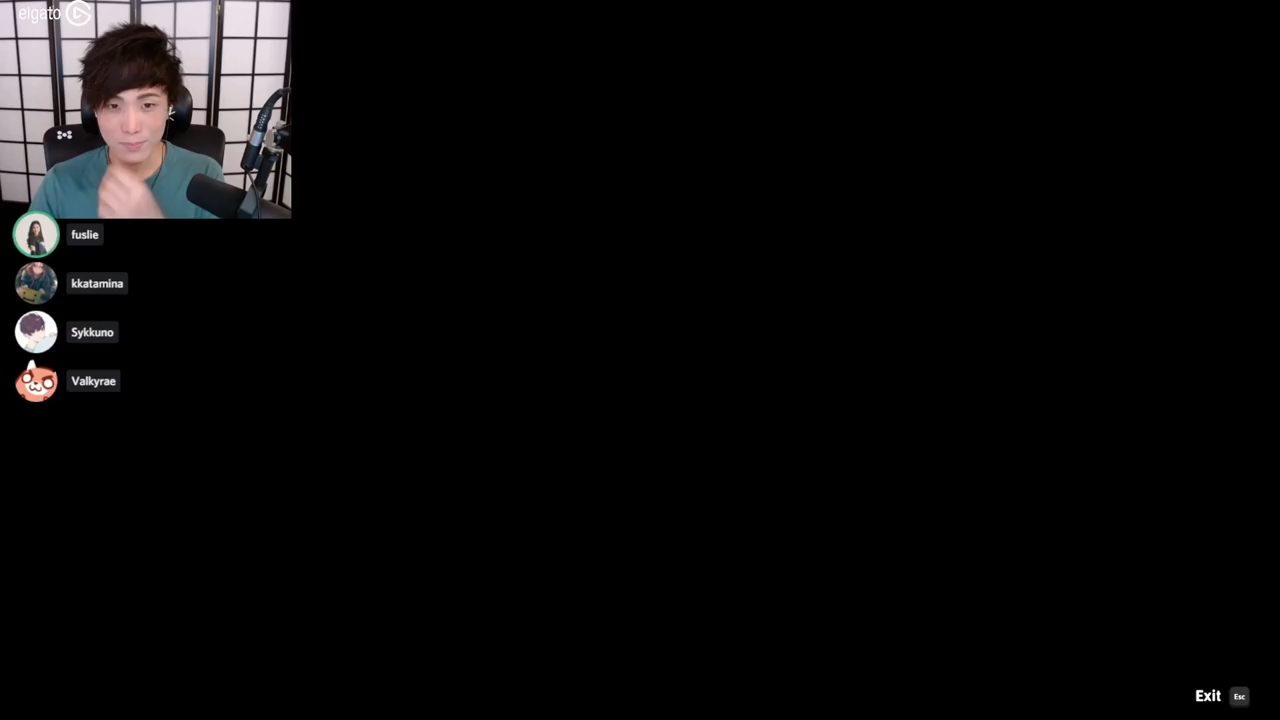 elgato
fuslie
kkatamina
Sykkuno
Valkyrae
Exit Esc